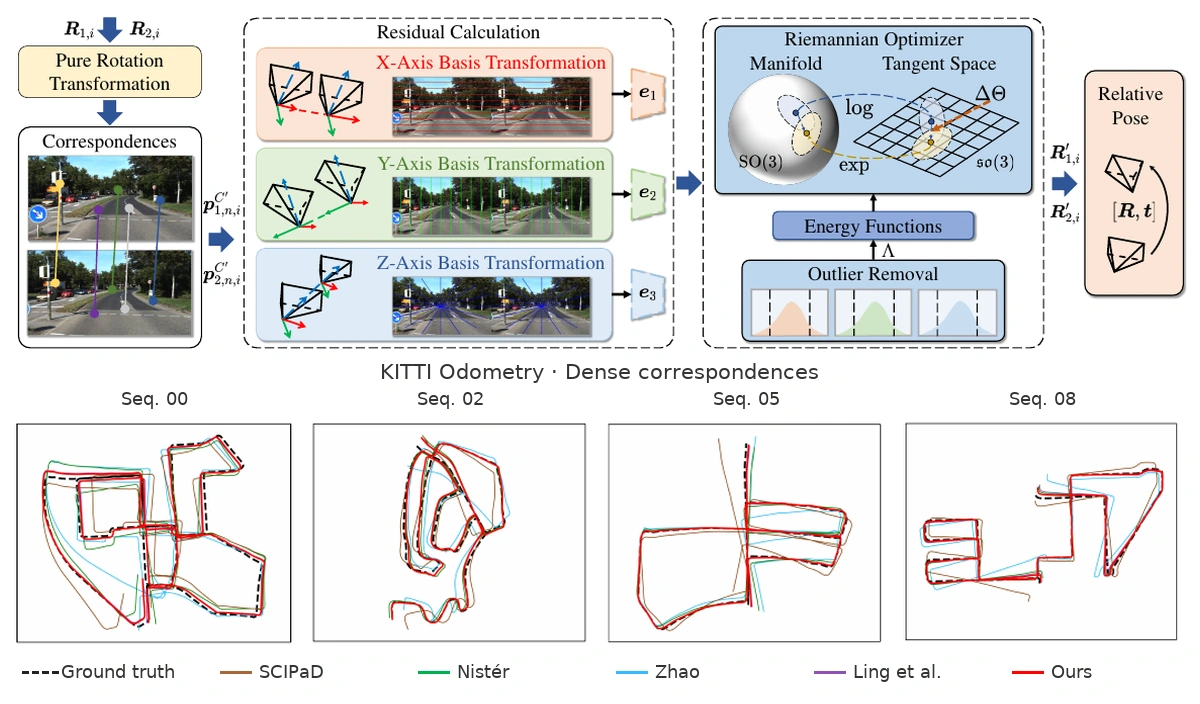 R₁,ᵢ R₂,ᵢ
Pure Rotation
Transformation
Correspondences
p^{C'}_{1,n,i}
p^{C'}_{2,n,i}
Residual Calculation
X-Axis Basis Transformation
e₁
Y-Axis Basis Transformation
e₂
Z-Axis Basis Transformation
e₃
Riemannian Optimizer
Manifold Tangent Space
log
ΔΘ
SO(3)
exp
𝔰𝔬(3)
Energy Functions
Λ
Outlier Removal
R'₁,ᵢ
R'₂,ᵢ
Relative
Pose
[R, t]
KITTI Odometry · Dense correspondences
Seq. 00 Seq. 02 Seq. 05 Seq. 08
Ground truth SCIPaD Nistér Zhao Ling et al. Ours